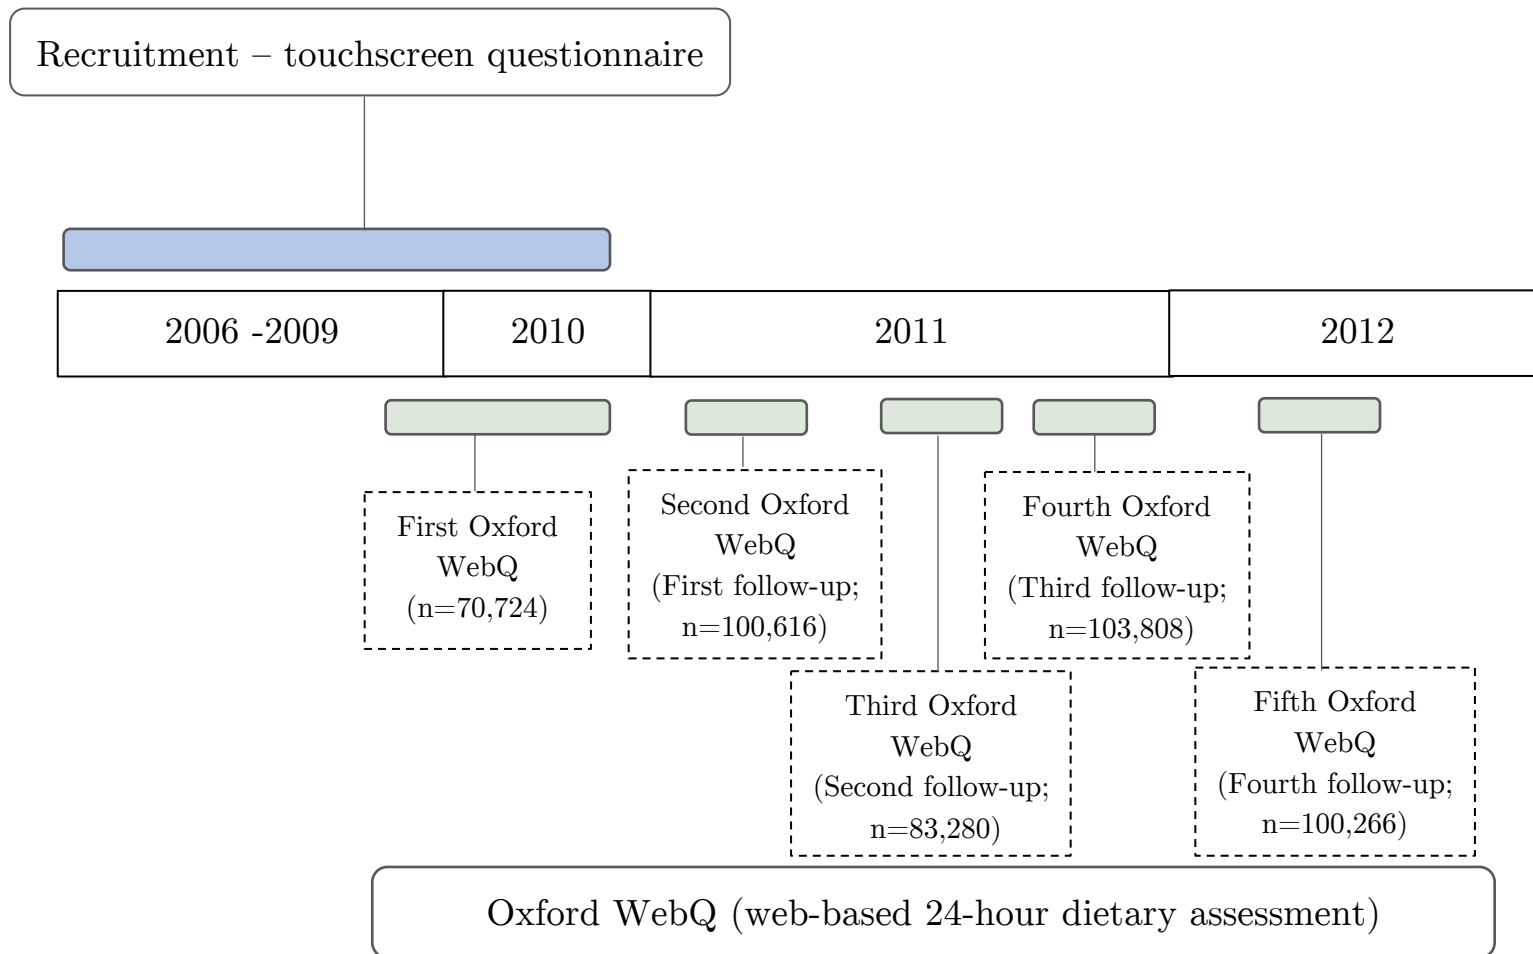 Recruitment – touchscreen questionnaire
2006 -2009
2010
2011
2012
First Oxford
WebQ
(n=70,724)
Second Oxford
WebQ
(First follow-up;
n=100,616)
Third Oxford
WebQ
(Second follow-up;
n=83,280)
Fourth Oxford
WebQ
(Third follow-up;
n=103,808)
Fifth Oxford
WebQ
(Fourth follow-up;
n=100,266)
Oxford WebQ (web-based 24-hour dietary assessment)